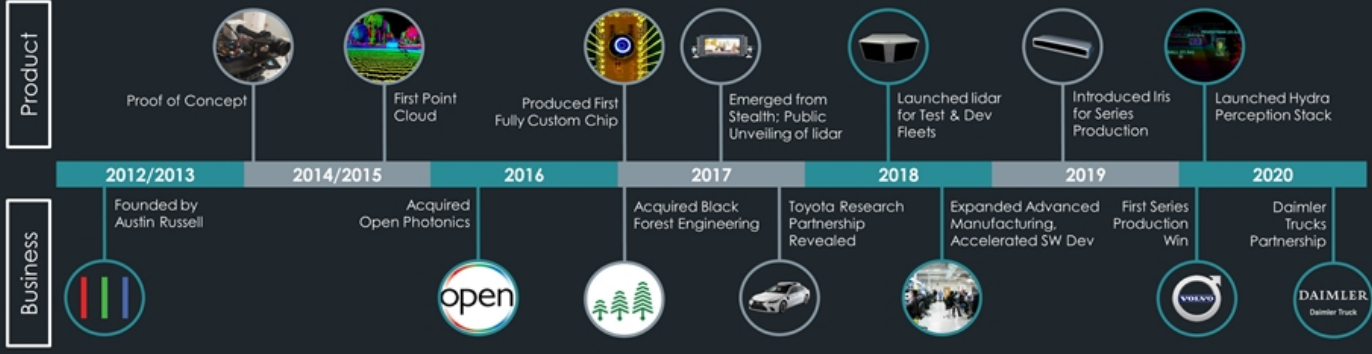 Product
Proof of Concept
First Point
Cloud
Produced First
Fully Custom Chip
Emerged from
Stealth; Public
Unveiling of lidar
Launched lidar
for Test & Dev
Fleets
Introduced Iris
for Series
Production
Launched Hydra
Perception Stack
2012/2013
2014/2015
2016
2017
2018
2019
2020
Business
Founded by
Austin Russell
Acquired
Open Photonics
open
Acquired Black
Forest Engineering
Toyota Research
Partnership
Revealed
Expanded Advanced
Manufacturing,
Accelerated SW Dev
First Series
Production
Win
VOLVO
Daimler
Trucks
Partnership
DAIMLER
Daimler Truck